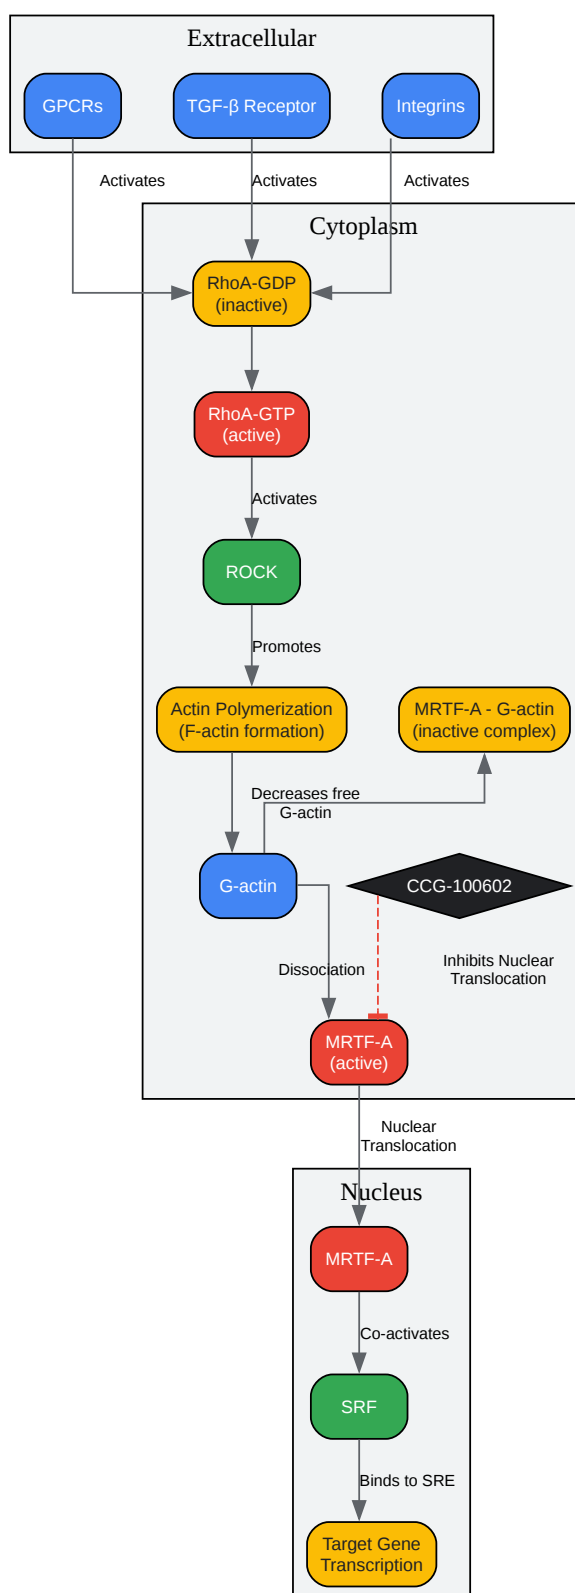 Extracellular
GPCRs
TGF-β Receptor
Integrins
Activates
Activates
Activates
Cytoplasm
RhoA-GDP
(inactive)
RhoA-GTP
(active)
Activates
ROCK
Promotes
Actin Polymerization
(F-actin formation)
MRTF-A - G-actin
(inactive complex)
Decreases free
G-actin
G-actin
CCG-100602
Dissociation
Inhibits Nuclear
Translocation
MRTF-A
(active)
Nuclear
Translocation
Nucleus
MRTF-A
Co-activates
SRF
Binds to SRE
Target Gene
Transcription